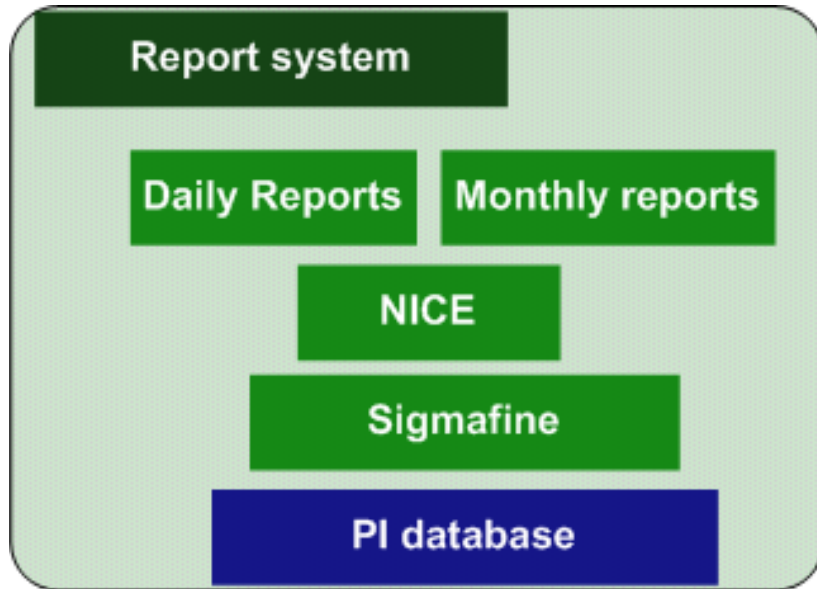 Report system
Daily Reports
Monthly reports
NICE
Sigmafine
PI database